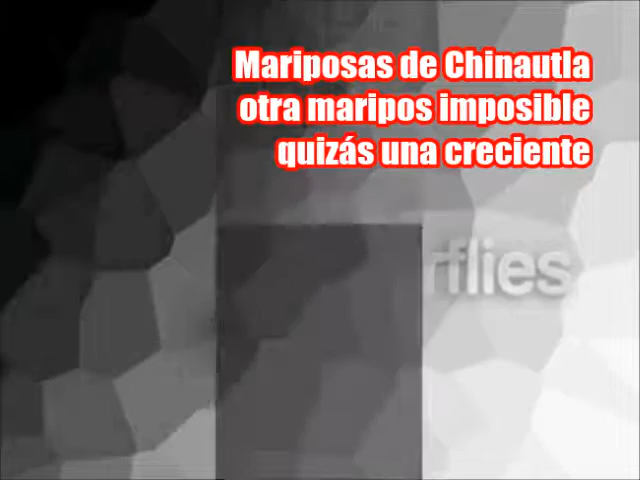 Mariposas de Chinautla
otra maripos imposible
quizás una creciente
rflies